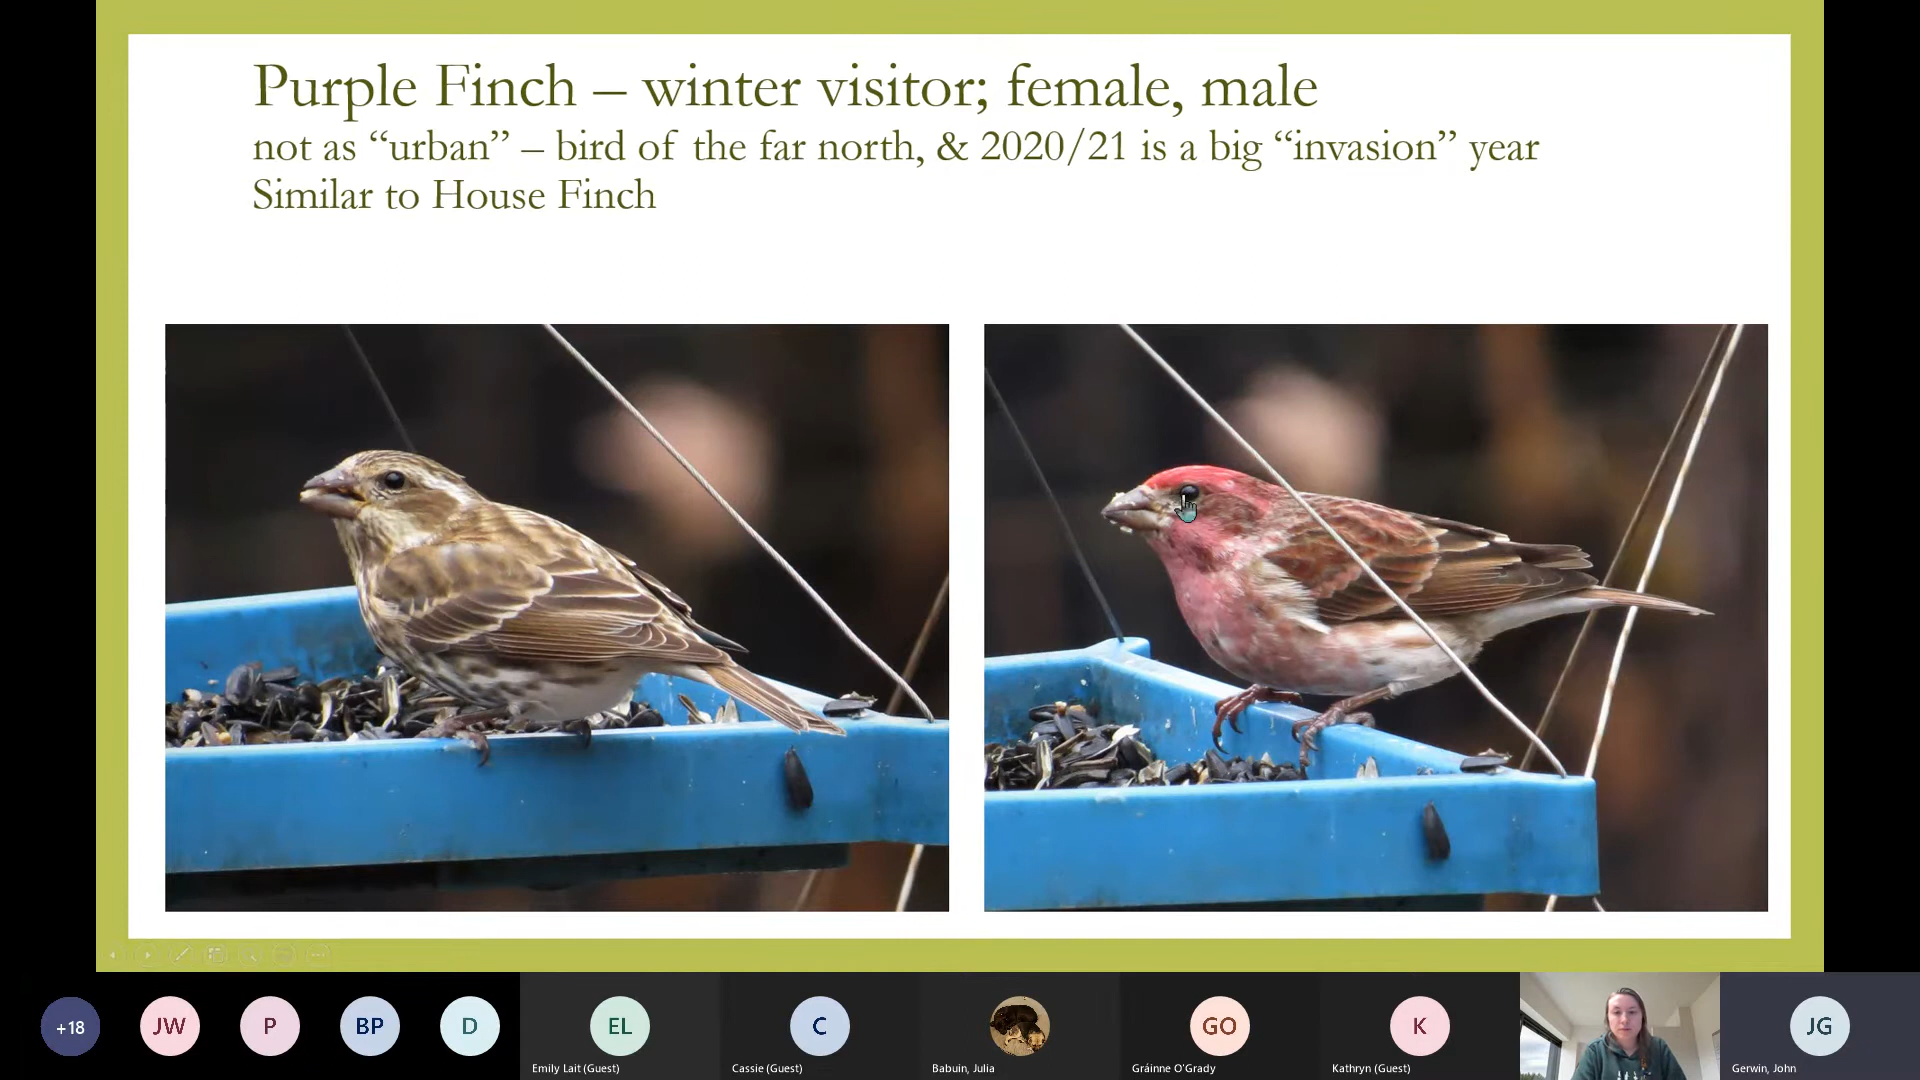 Purple Finch – winter visitor; female, male
not as “urban” – bird of the far north, & 2020/21 is a big “invasion” year
Similar to House Finch
+18
JW
P
BP
D
EL
C
GO
K
JG
Emily Lait (Guest)
Cassie (Guest)
Babuin, Julia
Gráinne O'Grady
Kathryn (Guest)
Gerwin, John